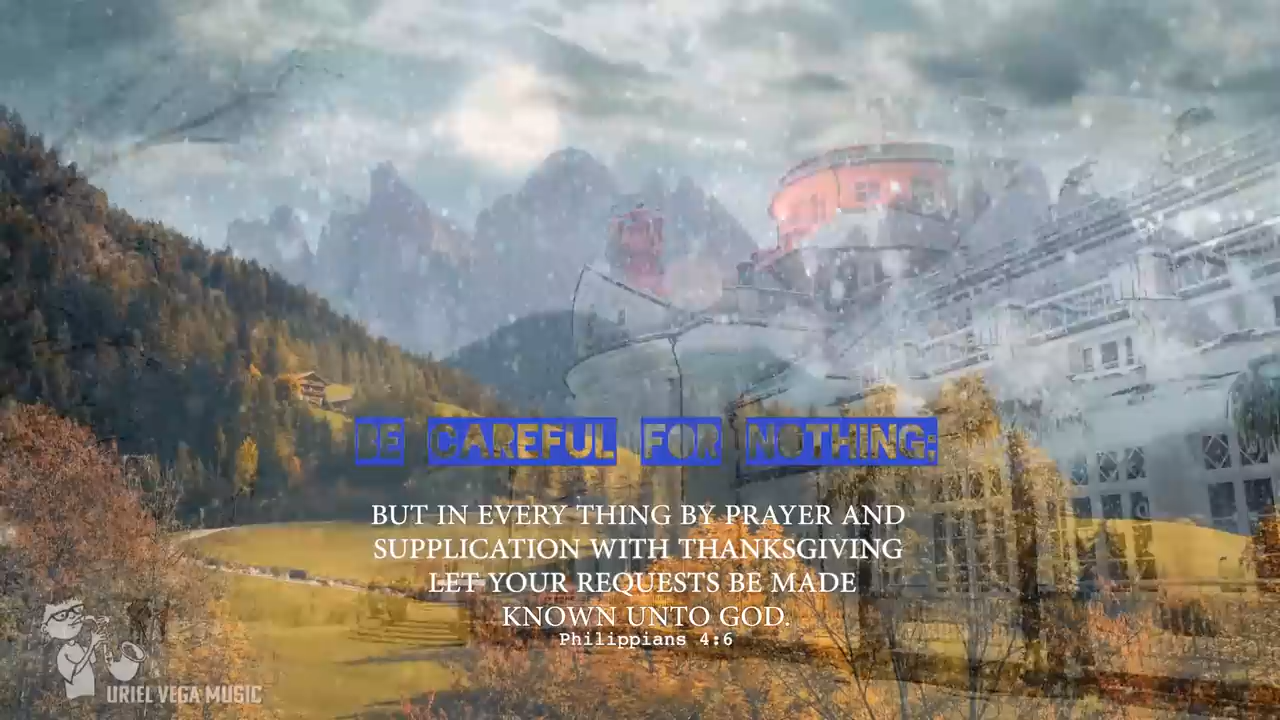 BE CAREFUL FOR NOTHING;
BUT IN EVERY THING BY PRAYER AND
SUPPLICATION WITH THANKSGIVING
LET YOUR REQUESTS BE MADE
KNOWN UNTO GOD.
Philippians 4:6
URIEL VEGA MUSIC